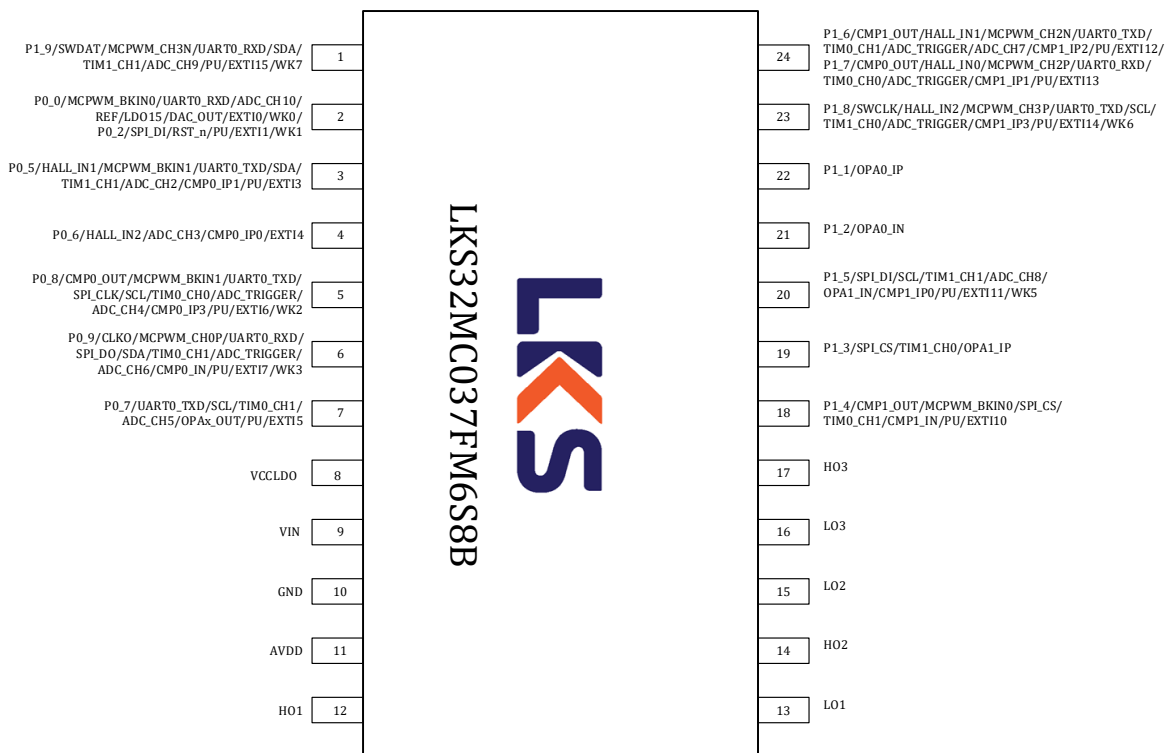 P1_9/SWDAT/MCPWM_CH3N/UART0_RXD/SDA/
TIM1_CH1/ADC_CH9/PU/EXTI15/WK7
1
P0_0/MCPWM_BKIN0/UART0_RXD/ADC_CH10/
REF/LDO15/DAC_OUT/EXTI0/WK0/
P0_2/SPI_DI/RST_n/PU/EXTI1/WK1
2
P0_5/HALL_IN1/MCPWM_BKIN1/UART0_TXD/SDA/
TIM1_CH1/ADC_CH2/CMP0_IP1/PU/EXTI3
3
P0_6/HALL_IN2/ADC_CH3/CMP0_IP0/EXTI4
4
P0_8/CMP0_OUT/MCPWM_BKIN1/UART0_TXD/
SPI_CLK/SCL/TIM0_CH0/ADC_TRIGGER/
ADC_CH4/CMP0_IP3/PU/EXTI6/WK2
5
P0_9/CLKO/MCPWM_CH0P/UART0_RXD/
SPI_DO/SDA/TIM0_CH1/ADC_TRIGGER/
ADC_CH6/CMP0_IN/PU/EXTI7/WK3
6
P0_7/UART0_TXD/SCL/TIM0_CH1/
ADC_CH5/OPAx_OUT/PU/EXTI5
7
VCCLDO
8
VIN
9
GND
10
AVDD
11
HO1
12
LKS32MC037FM6S8B
LKS
24
P1_6/CMP1_OUT/HALL_IN1/MCPWM_CH2N/UART0_TXD/
TIM0_CH1/ADC_TRIGGER/ADC_CH7/CMP1_IP2/PU/EXTI12/
P1_7/CMP0_OUT/HALL_IN0/MCPWM_CH2P/UART0_RXD/
TIM0_CH0/ADC_TRIGGER/CMP1_IP1/PU/EXTI13
23
P1_8/SWCLK/HALL_IN2/MCPWM_CH3P/UART0_TXD/SCL/
TIM1_CH0/ADC_TRIGGER/CMP1_IP3/PU/EXTI14/WK6
22
P1_1/OPA0_IP
21
P1_2/OPA0_IN
20
P1_5/SPI_DI/SCL/TIM1_CH1/ADC_CH8/
OPA1_IN/CMP1_IP0/PU/EXTI11/WK5
19
P1_3/SPI_CS/TIM1_CH0/OPA1_IP
18
P1_4/CMP1_OUT/MCPWM_BKIN0/SPI_CS/
TIM0_CH1/CMP1_IN/PU/EXTI10
17
HO3
16
LO3
15
LO2
14
HO2
13
LO1